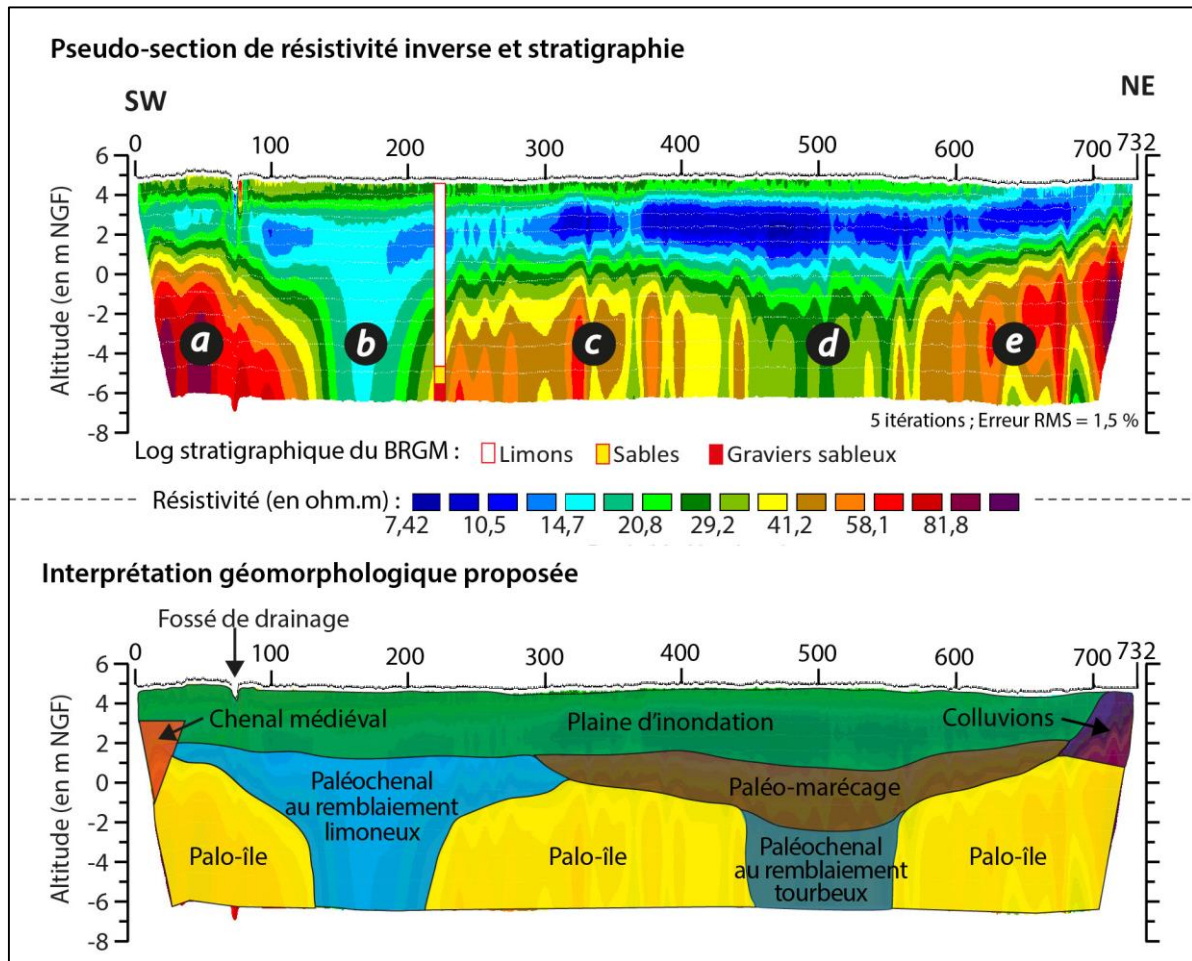 Pseudo-section de résistivité inverse et stratigraphie
SW
NE
0 100 200 300 400 500 600 700 732
Altitude (en m NGF)
6
4
2
0
-2
-4
-6
-8
a b c d e
5 itérations ; Erreur RMS = 1,5 %
Log stratigraphique du BRGM : Limons Sables Graviers sableux
Résistivité (en ohm.m) :
7,42 10,5 14,7 20,8 29,2 41,2 58,1 81,8
Interprétation géomorphologique proposée
Fossé de drainage
0 100 200 300 400 500 600 700 732
Altitude (en m NGF)
6
4
2
0
-2
-4
-6
-8
Chenal médiéval
Plaine d'inondation
Colluvions
Paléochenal
au remblaiement
limoneux
Paléo-marécage
Palo-île
Palo-île
Paléochenal
au remblaiement
tourbeux
Palo-île